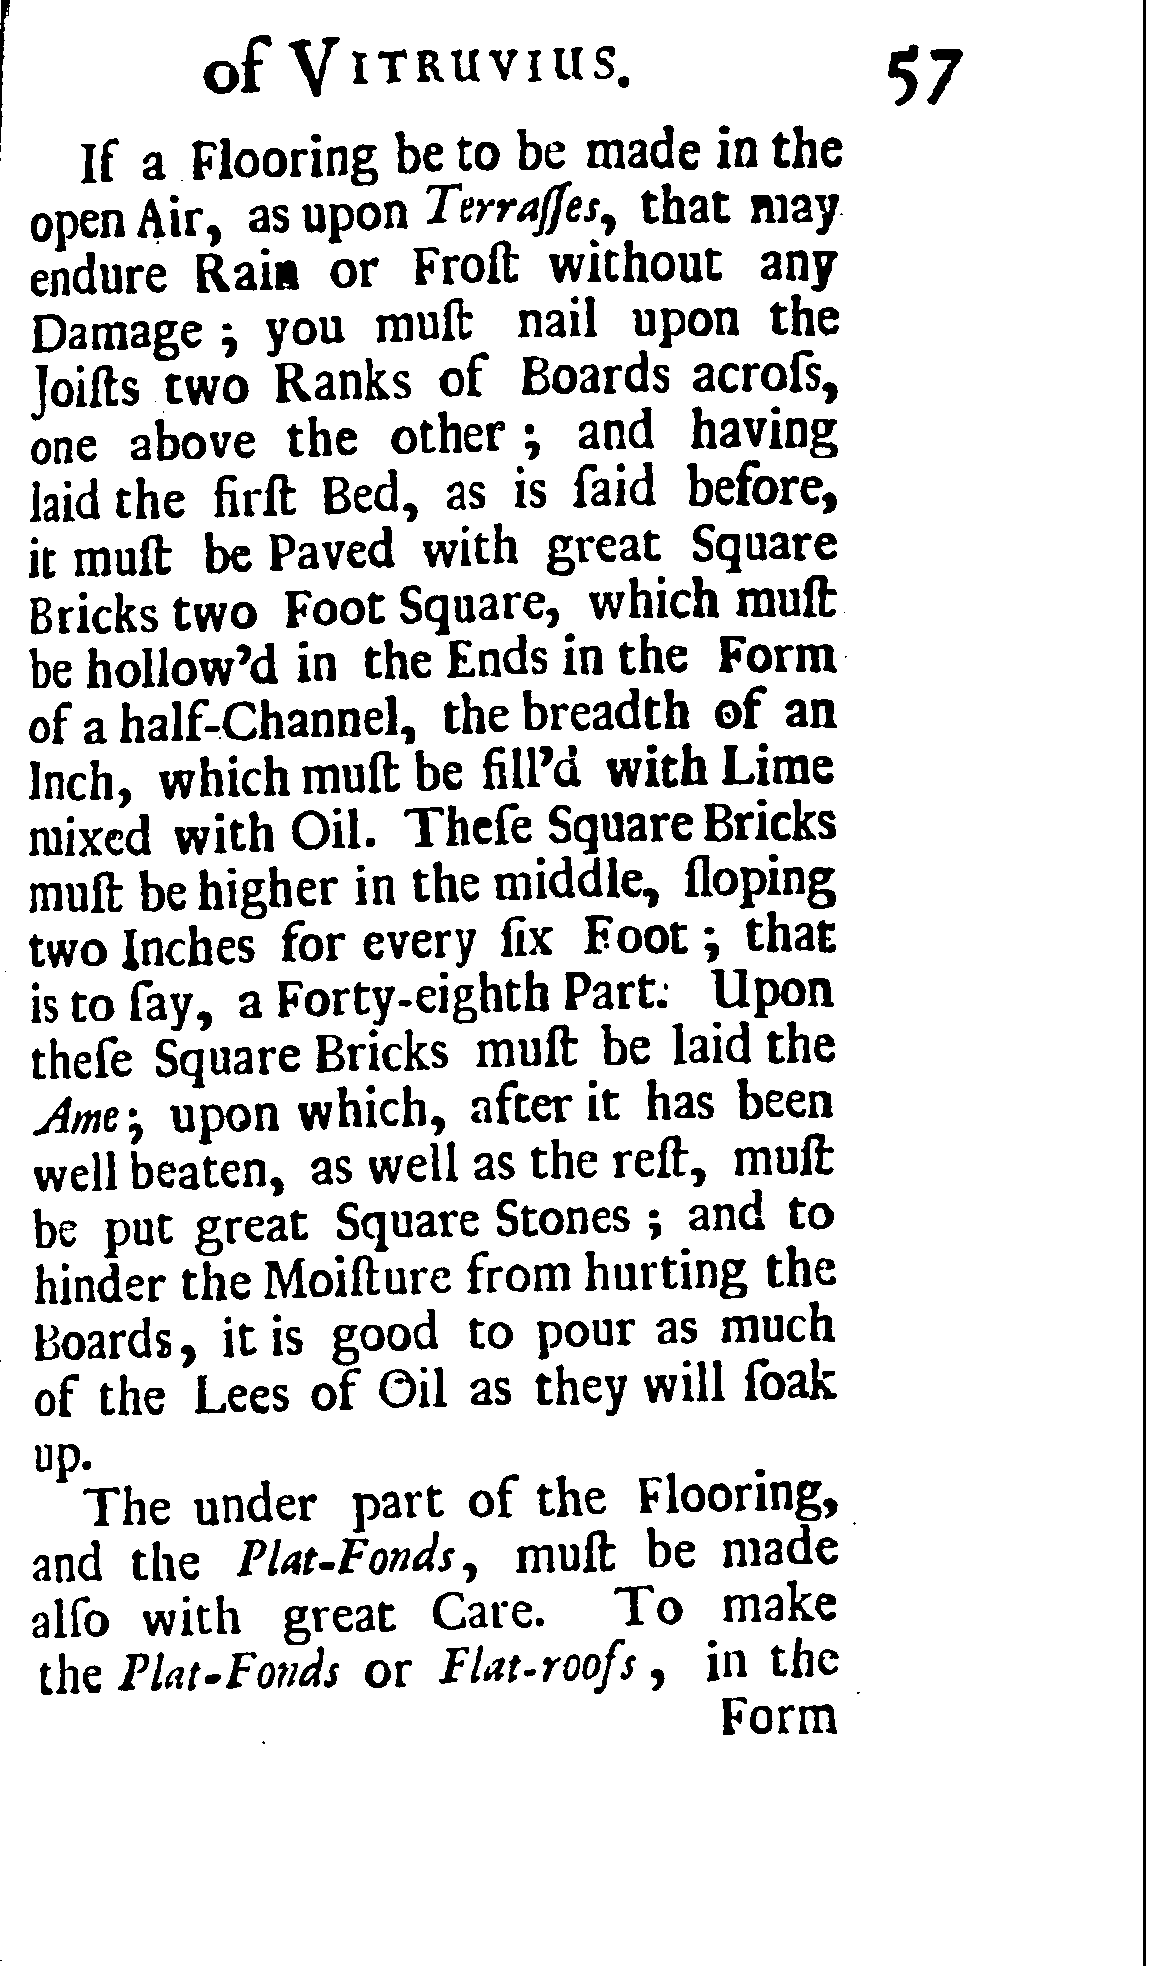 of VITRUVIUS. 57
If a Flooring be to be made in the
open Air, as upon Terraſſes, that may
endure Rain or Froſt without any
Damage ; you muſt nail upon the
Joiſts two Ranks of Boards acroſs,
one above the other ; and having
laid the firſt Bed, as is ſaid before,
it muſt be Paved with great Square
Bricks two Foot Square, which muſt
be hollow'd in the Ends in the Form
of a half-Channel, the breadth of an
Inch, which muſt be fill'd with Lime
mixed with Oil. Theſe Square Bricks
muſt be higher in the middle, ſloping
two Inches for every ſix Foot ; that
is to ſay, a Forty-eighth Part. Upon
theſe Square Bricks muſt be laid the
Ame ; upon which, after it has been
well beaten, as well as the reſt, muſt
be put great Square Stones ; and to
hinder the Moiſture from hurting the
Boards, it is good to pour as much
of the Lees of Oil as they will ſoak
up.
The under part of the Flooring,
and the Plat-Fonds, muſt be made
alſo with great Care. To make
the Plat-Fonds or Flat-roofs, in the
Form